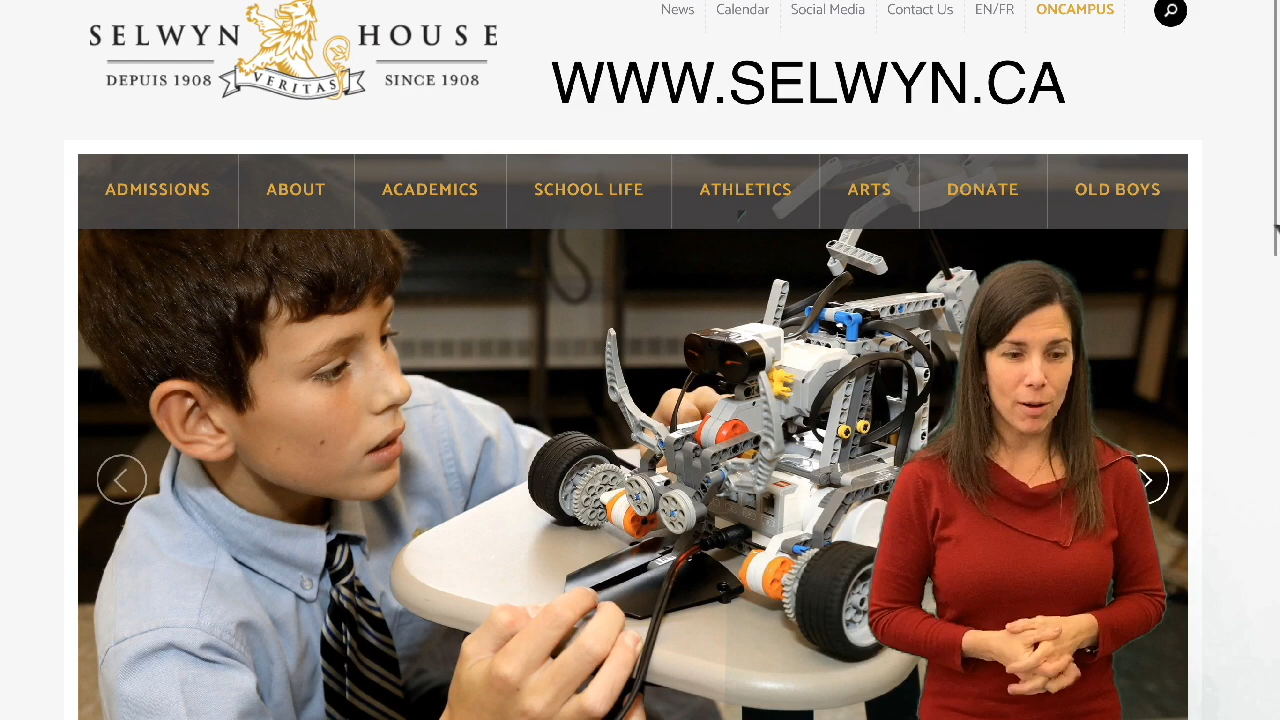 News Calendar Social Media Contact Us EN/FR ONCAMPUS
SELWYN HOUSE
DEPUIS 1908 VERITAS SINCE 1908
WWW.SELWYN.CA
ADMISSIONS ABOUT ACADEMICS SCHOOL LIFE ATHLETICS ARTS DONATE OLD BOYS